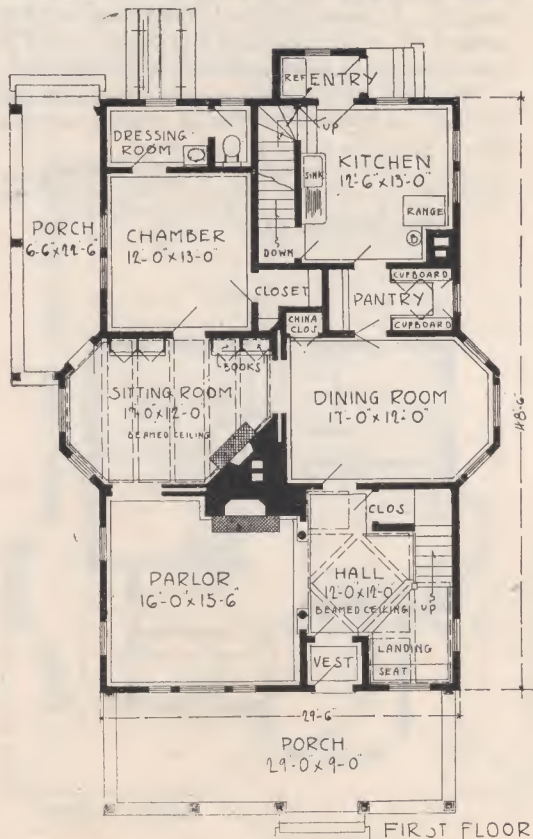 REF.
ENTRY
UP
DRESSING
ROOM
KITCHEN
12'-6"x13'-0"
SINK
RANGE
B
PORCH
6'-6"x22'-6"
CHAMBER
12'-0"x13'-0"
DOWN
CLOSET
CUPBOARD
PANTRY
CUPBOARD
CHINA
CLOS
BOOKS
SITTING ROOM
17'-0"x12'-0"
BEAMED CEILING
DINING ROOM
17'-0"x12'-0"
48'-6"
CLOS
PARLOR
16'-0"x15'-6"
HALL
12'-0"x12'-0"
BEAMED CEILING
UP
LANDING
SEAT
VEST
29'-6"
PORCH
29'-0"x9'-0"
FIRST FLOOR